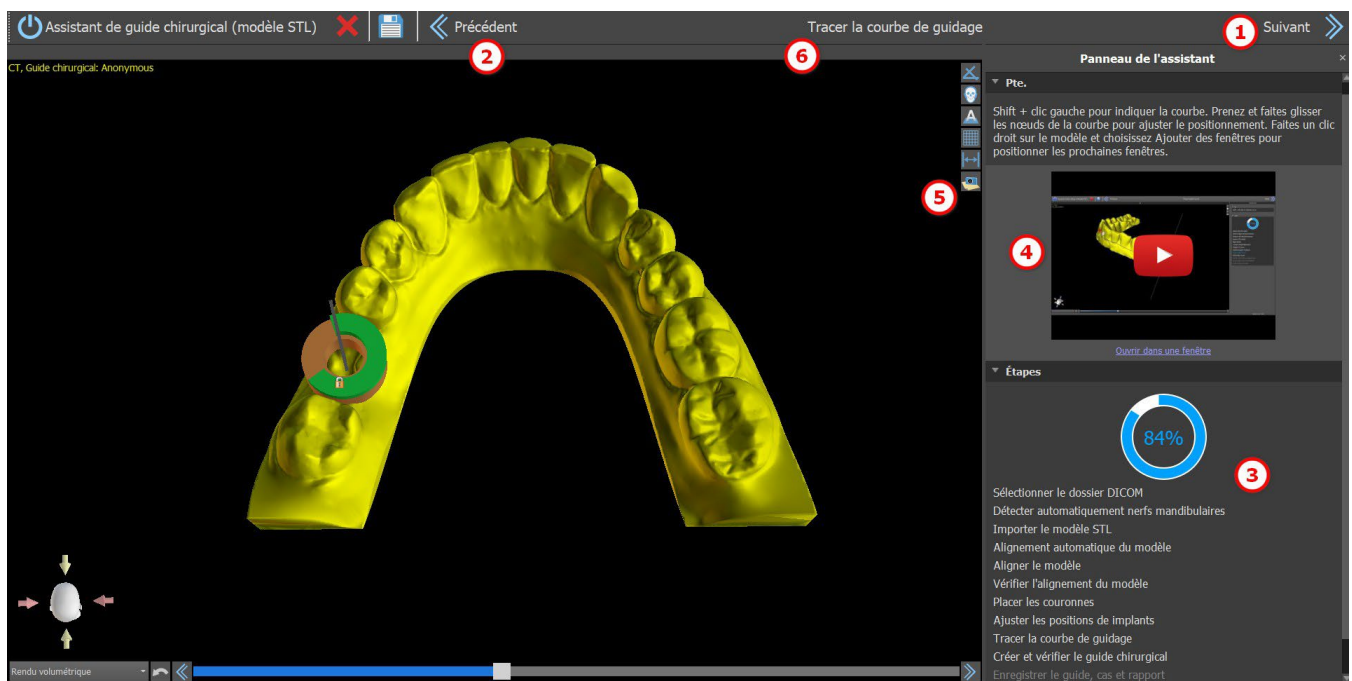 Assistant de guide chirurgical (modèle STL)
Précédent
Tracer la courbe de guidage
Suivant
1
2
6
CT, Guide chirurgical: Anonymous
Panneau de l'assistant
Pte.
Shift + clic gauche pour indiquer la courbe. Prenez et faites glisser
les nœuds de la courbe pour ajuster le positionnement. Faites un clic
droit sur le modèle et choisissez Ajouter des fenêtres pour
positionner les prochaines fenêtres.
5
4
Ouvrir dans une fenêtre
Étapes
84%
3
Sélectionner le dossier DICOM
Détecter automatiquement nerfs mandibulaires
Importer le modèle STL
Alignement automatique du modèle
Aligner le modèle
Vérifier l'alignement du modèle
Placer les couronnes
Ajuster les positions de implants
Tracer la courbe de guidage
Créer et vérifier le guide chirurgical
Enregistrer le guide, cas et rapport
Rendu volumétrique